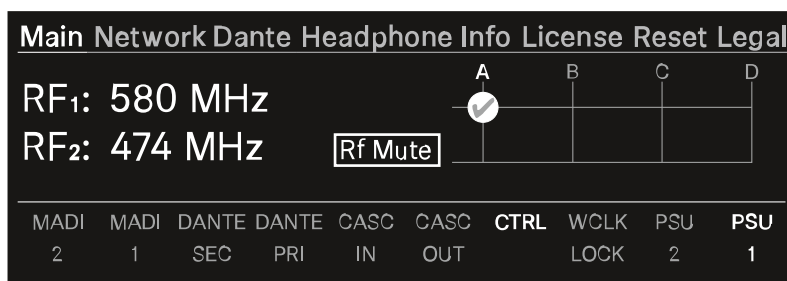 Main Network Dante Headphone Info License Reset Legal
A B C D
RF₁: 580 MHz
RF₂: 474 MHz Rf Mute
MADI MADI DANTE DANTE CASC CASC CTRL WCLK PSU PSU
2 1 SEC PRI IN OUT LOCK 2 1